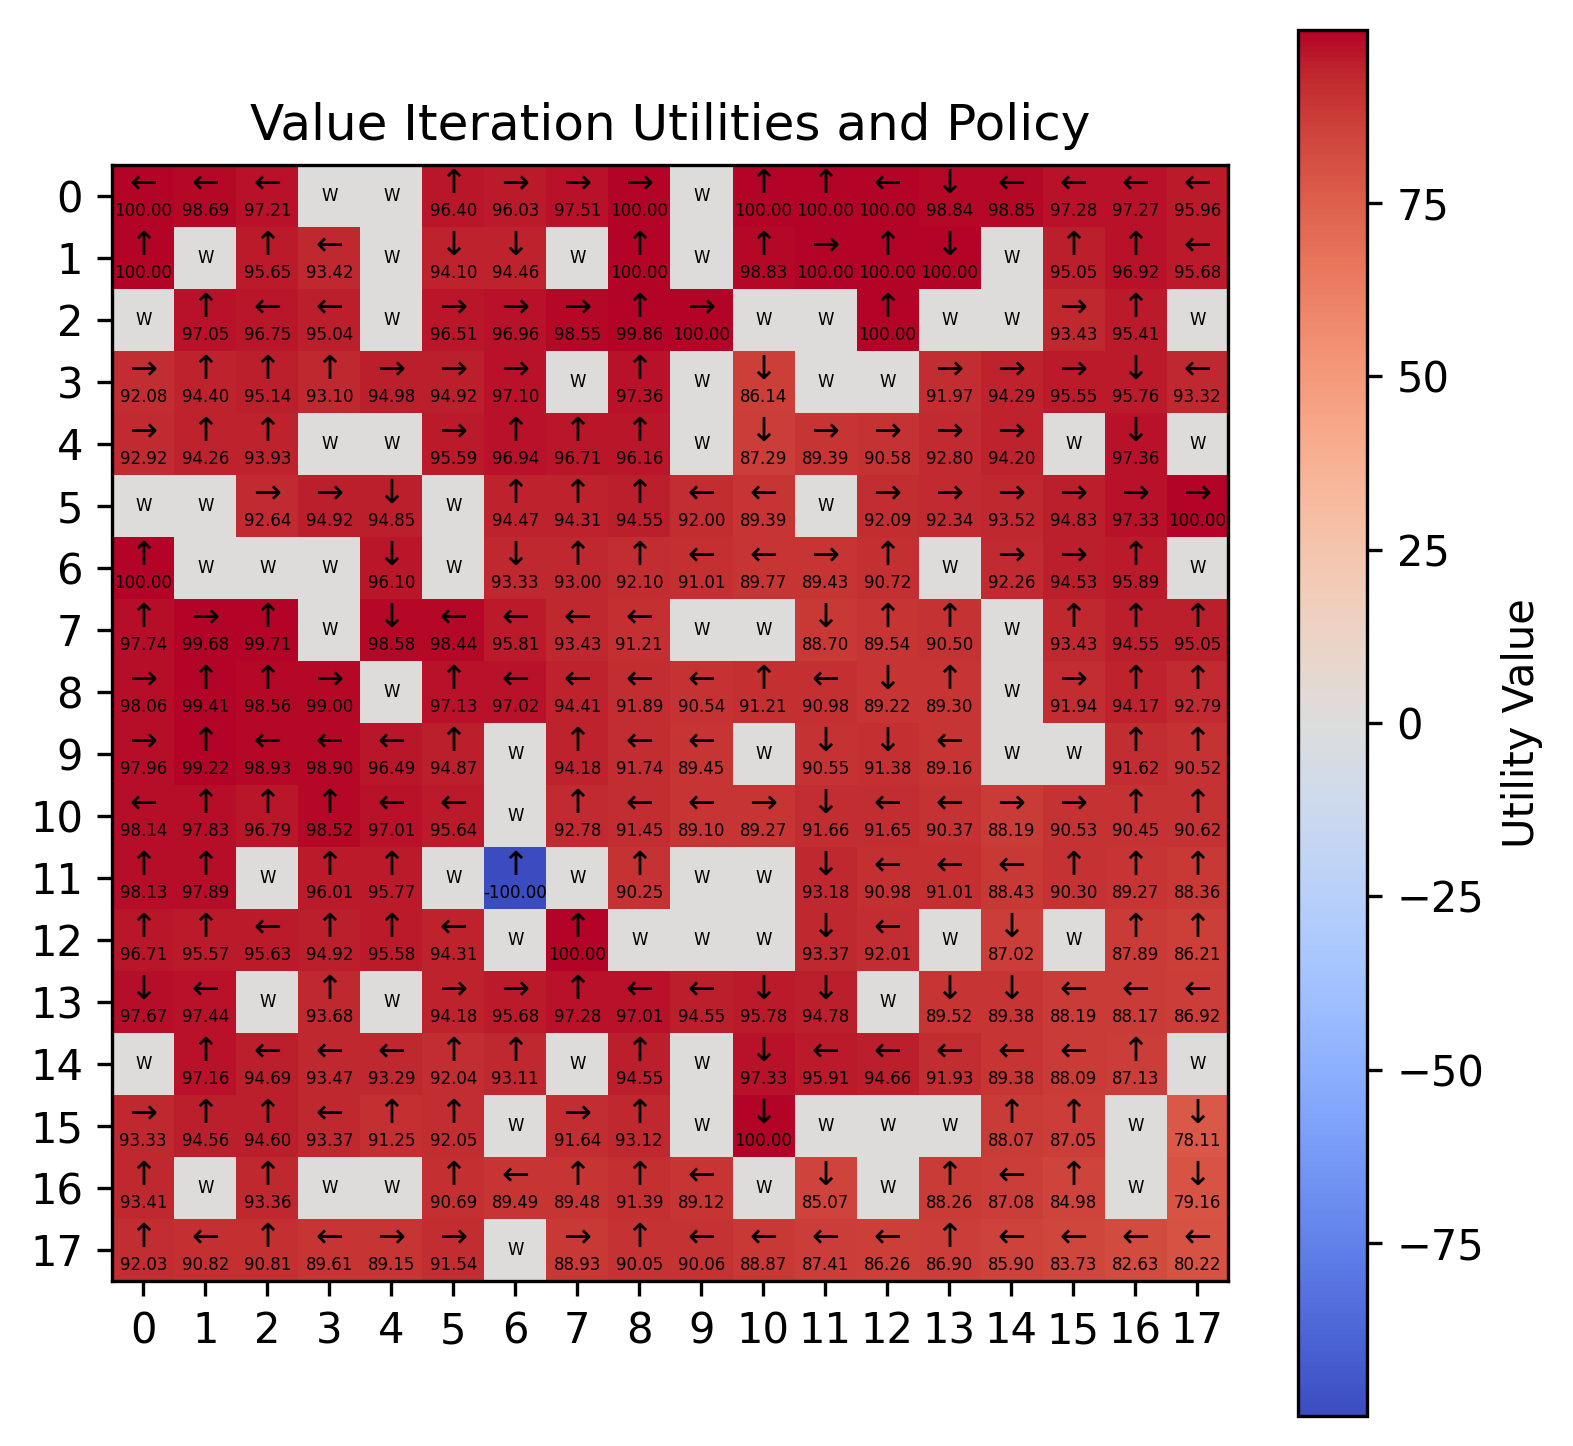 Value Iteration Utilities and Policy
0 ← 100.00 ← 98.69 ← 97.21 W W ↑ 96.40 → 96.03 → 97.51 → 100.00 W ↑ 100.00 ↑ 100.00 ← 100.00 ↓ 98.84 ← 98.85 ← 97.28 ← 97.27 ← 95.96
1 ↑ 100.00 W ↑ 95.65 ← 93.42 W ↓ 94.10 ↓ 94.46 W ↑ 100.00 W ↑ 98.83 → 100.00 ↑ 100.00 ↓ 100.00 W ↑ 95.05 ↑ 96.92 ← 95.68
2 W ↑ 97.05 ← 96.75 ← 95.04 W → 96.51 → 96.96 → 98.55 ↑ 99.86 → 100.00 W W ↑ 100.00 W W → 93.43 ↑ 95.41 W
3 → 92.08 ↑ 94.40 ↑ 95.14 ↑ 93.10 → 94.98 → 94.92 → 97.10 W ↑ 97.36 W ↓ 86.14 W W → 91.97 → 94.29 → 95.55 ↓ 95.76 ← 93.32
4 → 92.92 ↑ 94.26 ↑ 93.93 W W → 95.59 ↑ 96.94 ↑ 96.71 ↑ 96.16 W ↓ 87.29 → 89.39 → 90.58 → 92.80 → 94.20 W ↓ 97.36 W
5 W W → 92.64 → 94.92 ↓ 94.85 W ↑ 94.47 ↑ 94.31 ↑ 94.55 ← 92.00 ← 89.39 W → 92.09 → 92.34 → 93.52 → 94.83 → 97.33 → 100.00
6 ↑ 100.00 W W W ↓ 96.10 W ↓ 93.33 ↑ 93.00 ↑ 92.10 ← 91.01 ← 89.77 → 89.43 ↑ 90.72 W → 92.26 → 94.53 ↑ 95.89 W
7 ↑ 97.74 → 99.68 ↑ 99.71 W ↓ 98.58 ← 98.44 ← 95.81 ← 93.43 ← 91.21 W W ↓ 88.70 ↑ 89.54 ↑ 90.50 W ↑ 93.43 ↑ 94.55 ↑ 95.05
8 → 98.06 ↑ 99.41 ↑ 98.56 → 99.00 W ↑ 97.13 ← 97.02 ← 94.41 ← 91.89 ← 90.54 ↑ 91.21 ← 90.98 ↓ 89.22 ↑ 89.30 W → 91.94 ↑ 94.17 ↑ 92.79
9 → 97.96 ↑ 99.22 ← 98.93 ← 98.90 ← 96.49 ↑ 94.87 W ↑ 94.18 ← 91.74 ← 89.45 W ↓ 90.55 ↓ 91.38 ← 89.16 W W ↑ 91.62 ↑ 90.52
10 ← 98.14 ↑ 97.83 ↑ 96.79 ↑ 98.52 ← 97.01 ← 95.64 W ↑ 92.78 ← 91.45 ← 89.10 → 89.27 ↓ 91.66 ← 91.65 ← 90.37 → 88.19 → 90.53 ↑ 90.45 ↑ 90.62
11 ↑ 98.13 ↑ 97.89 W ↑ 96.01 ↑ 95.77 W ↑ -100.00 W ↑ 90.25 W W ↓ 93.18 ← 90.98 ← 91.01 ← 88.43 ↑ 90.30 ↑ 89.27 ↑ 88.36
12 ↑ 96.71 ↑ 95.57 ← 95.63 ↑ 94.92 ↑ 95.58 ← 94.31 W ↑ 100.00 W W W ↓ 93.37 ← 92.01 W ↓ 87.02 W ↑ 87.89 ↑ 86.21
13 ↓ 97.67 ← 97.44 W ↑ 93.68 W → 94.18 → 95.68 ↑ 97.28 ← 97.01 ← 94.55 ↓ 95.78 ↓ 94.78 W ↓ 89.52 ↓ 89.38 ← 88.19 ← 88.17 ← 86.92
14 W ↑ 97.16 ← 94.69 ← 93.47 ← 93.29 ↑ 92.04 ↑ 93.11 W ↑ 94.55 W ↓ 97.33 ← 95.91 ← 94.66 ← 91.93 ← 89.38 ← 88.09 ↑ 87.13 W
15 → 93.33 ↑ 94.56 ↑ 94.60 ← 93.37 ↑ 91.25 ↑ 92.05 W → 91.64 ↑ 93.12 W ↓ 100.00 W W W ↑ 88.07 ↑ 87.05 W ↓ 78.11
16 ↑ 93.41 W ↑ 93.36 W W ↑ 90.69 ← 89.49 ↑ 89.48 ↑ 91.39 ← 89.12 W ↓ 85.07 W ↑ 88.26 ← 87.08 ↑ 84.98 W ↓ 79.16
17 ↑ 92.03 ← 90.82 ↑ 90.81 ← 89.61 → 89.15 → 91.54 W → 88.93 ↑ 90.05 ← 90.06 ← 88.87 ← 87.41 ← 86.26 ↑ 86.90 ← 85.90 ← 83.73 ← 82.63 ← 80.22
0 1 2 3 4 5 6 7 8 9 10 11 12 13 14 15 16 17
75
50
25
0
−25
−50
−75
Utility Value